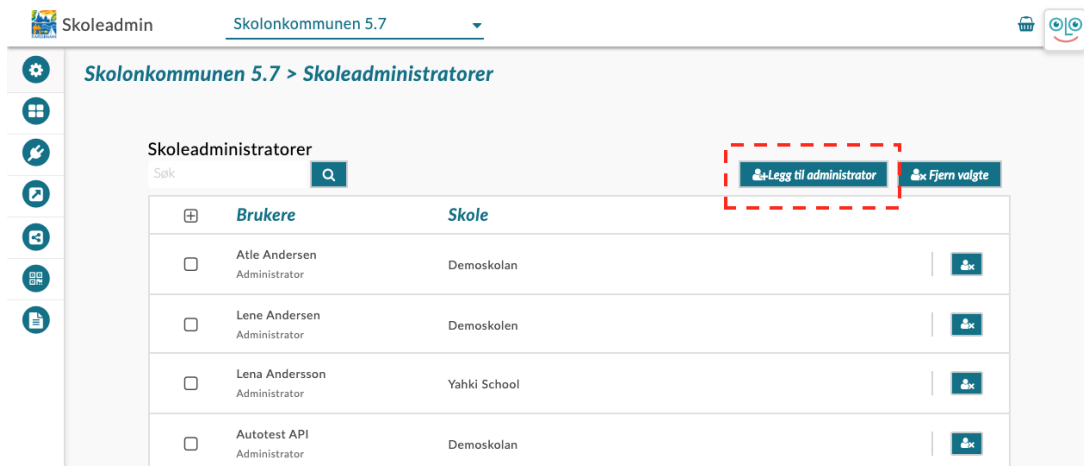 Skoleadmin
Skolonkommunen 5.7
Skolonkommunen 5.7 > Skoleadministratorer
Skoleadministratorer
Søk
Legg til administrator
Fjern valgte
Brukere Skole
Atle Andersen
Administrator
Demoskolan
Lene Andersen
Administrator
Demoskolen
Lena Andersson
Administrator
Yahki School
Autotest API
Administrator
Demoskolan